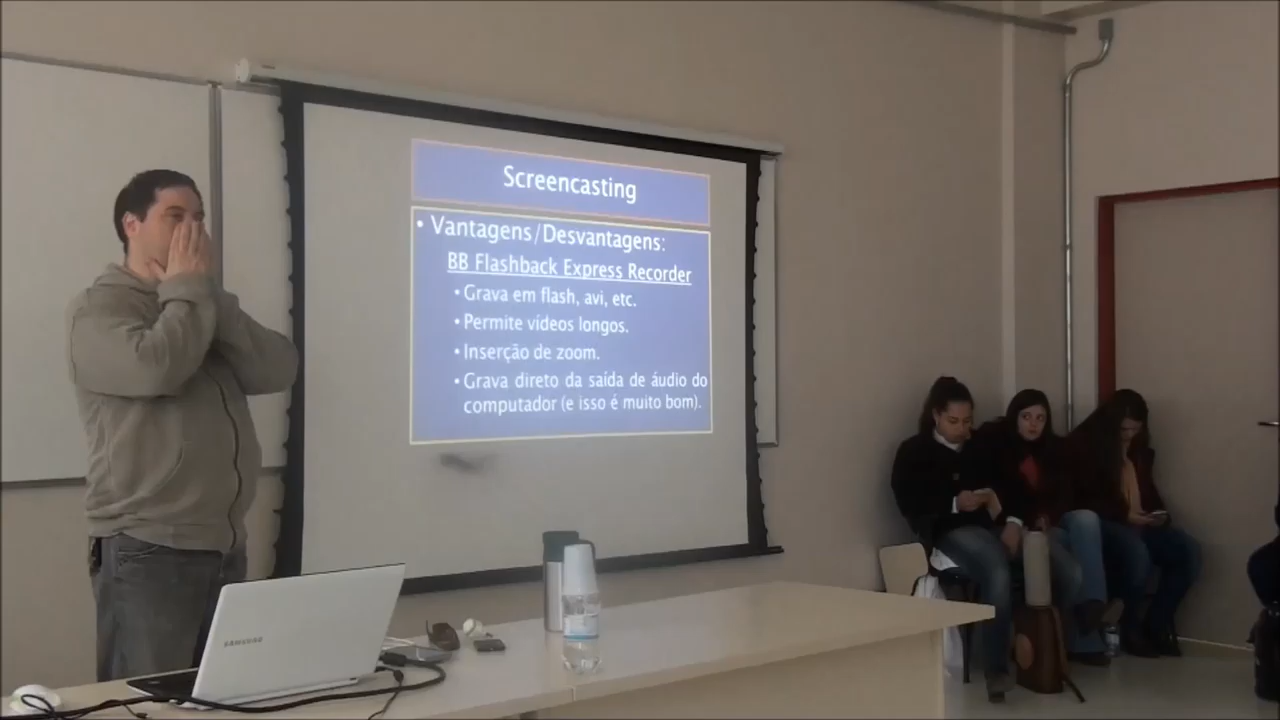 Screencasting
• Vantagens/Desvantagens:
BB Flashback Express Recorder
• Grava em flash, avi, etc.
• Permite vídeos longos.
• Inserção de zoom.
• Grava direto da saída de áudio do
computador (e isso é muito bom).
SAMSUNG